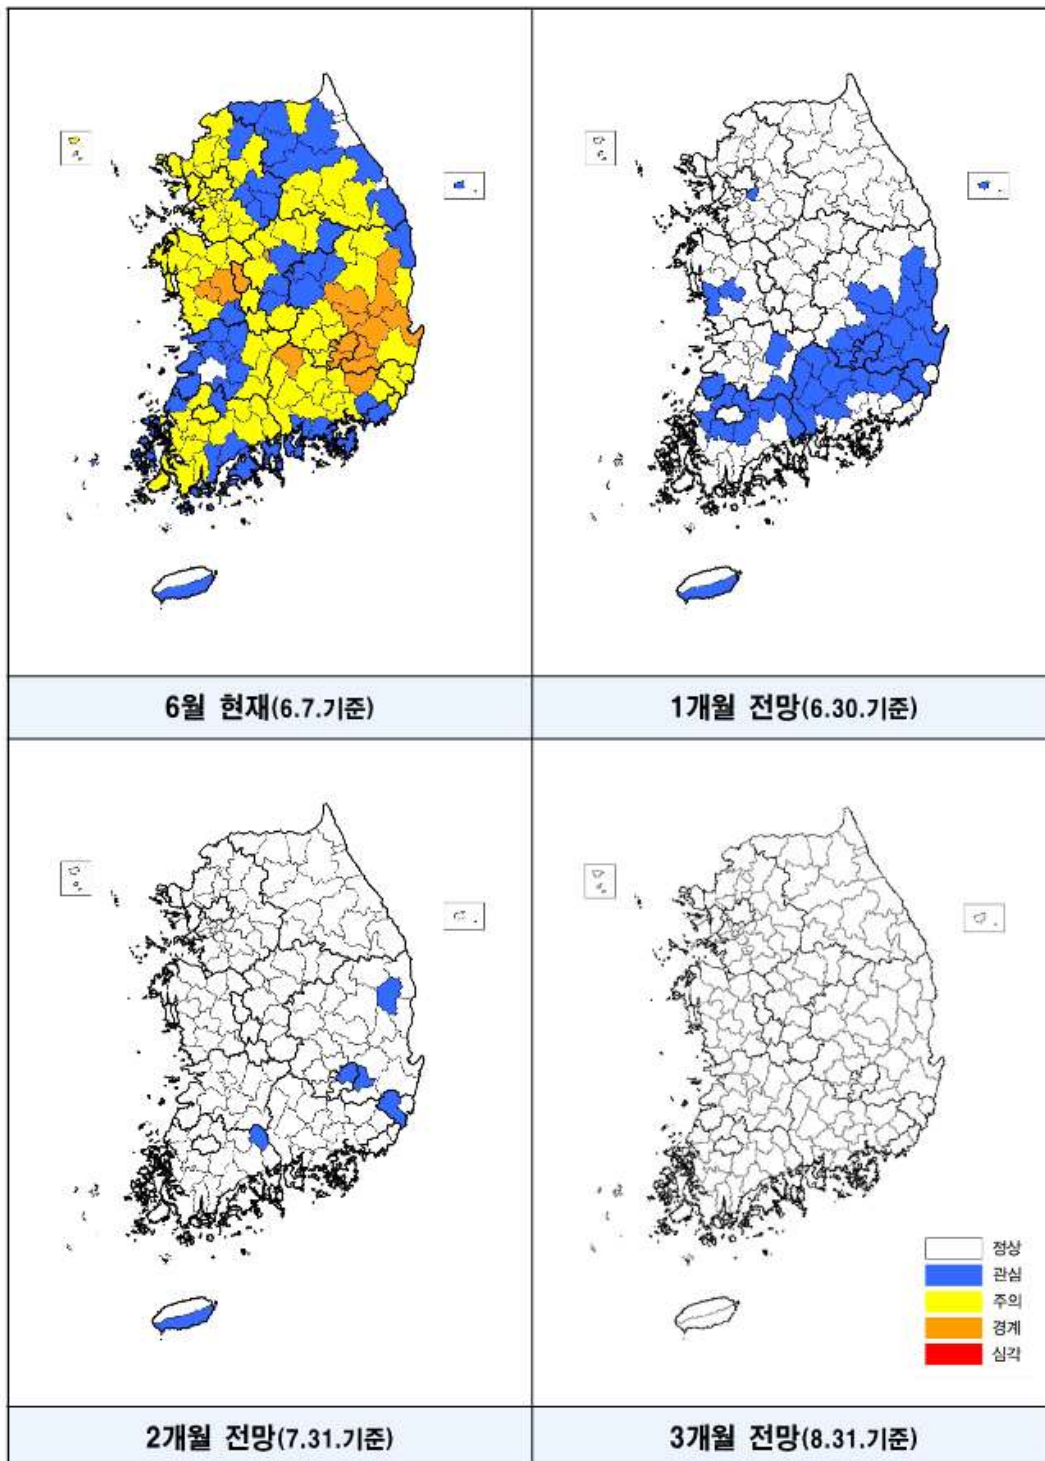 6월 현재(6.7.기준)
1개월 전망(6.30.기준)
정상
관심
주의
경계
심각
2개월 전망(7.31.기준)
3개월 전망(8.31.기준)